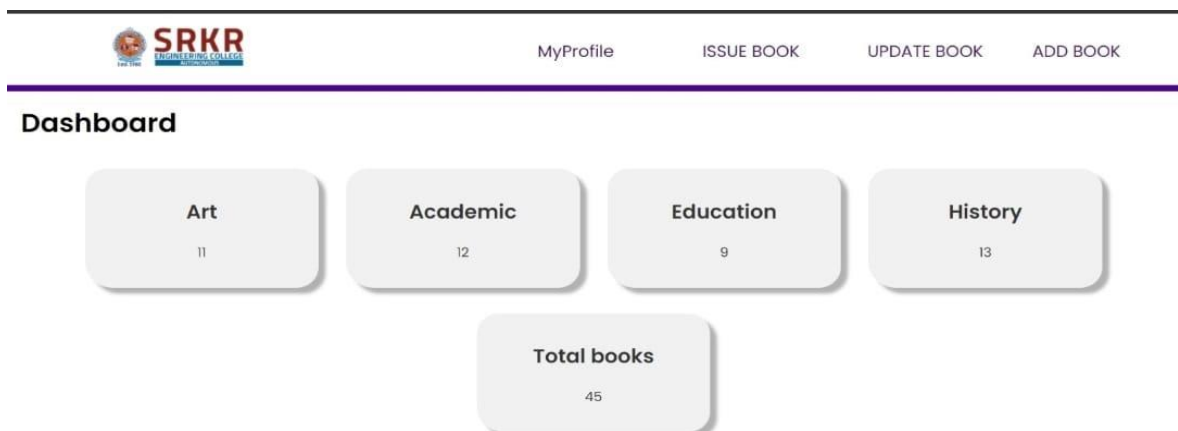 SRKR
ENGINEERING COLLEGE
AUTONOMOUS
MyProfile ISSUE BOOK UPDATE BOOK ADD BOOK
Dashboard
Art Academic Education History
11 12 9 13
Total books
45